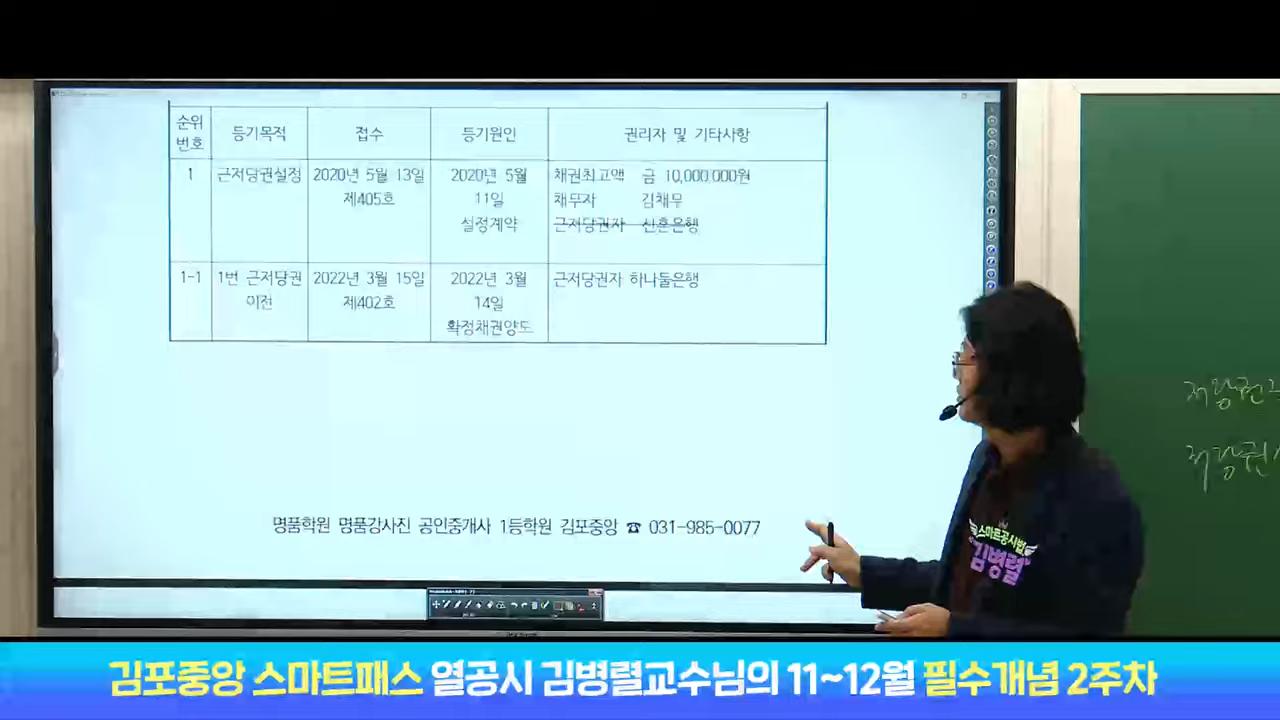 순위
번호
등기목적
접수
등기원인
권리자 및 기타사항
1
근저당권설정
2020년 5월 13일
제405호
2020년 5월
11일
설정계약
채권최고액 금 10,000,000원
채무자 김채무
근저당권자 신혼은행
1-1
1번 근저당권
이전
2022년 3월 15일
제402호
2022년 3월
14일
확정채권양도
근저당권자 하나둘은행
명품학원 명품강사진 공인중개사 1등학원 김포중앙 ☎ 031-985-0077
스마트공시법
김병렬
저당권
저당권
김포중앙 스마트패스 열공시 김병렬교수님의 11~12월 필수개념 2주차